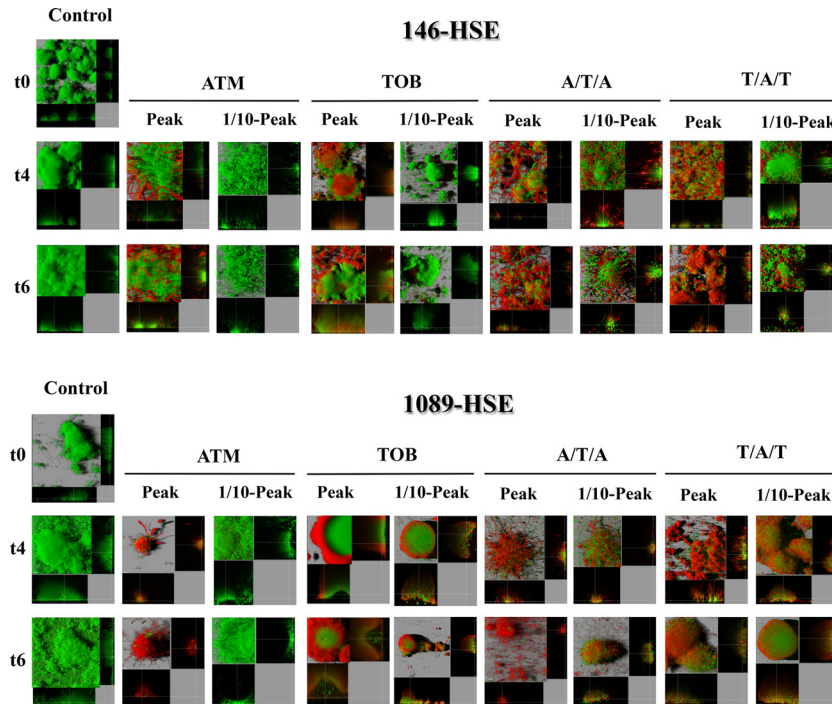 Control
146-HSE
t0
ATM TOB A/T/A T/A/T
Peak 1/10-Peak Peak 1/10-Peak Peak 1/10-Peak Peak 1/10-Peak
t4
t6
Control
1089-HSE
t0
ATM TOB A/T/A T/A/T
Peak 1/10-Peak Peak 1/10-Peak Peak 1/10-Peak Peak 1/10-Peak
t4
t6